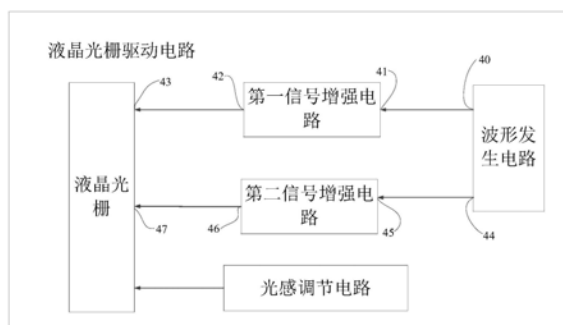 液晶光栅驱动电路
43
42
第一信号增强电
路
41
40
波形发
生电路
液晶光
栅
47
46
第二信号增强电
路
45
44
光感调节电路